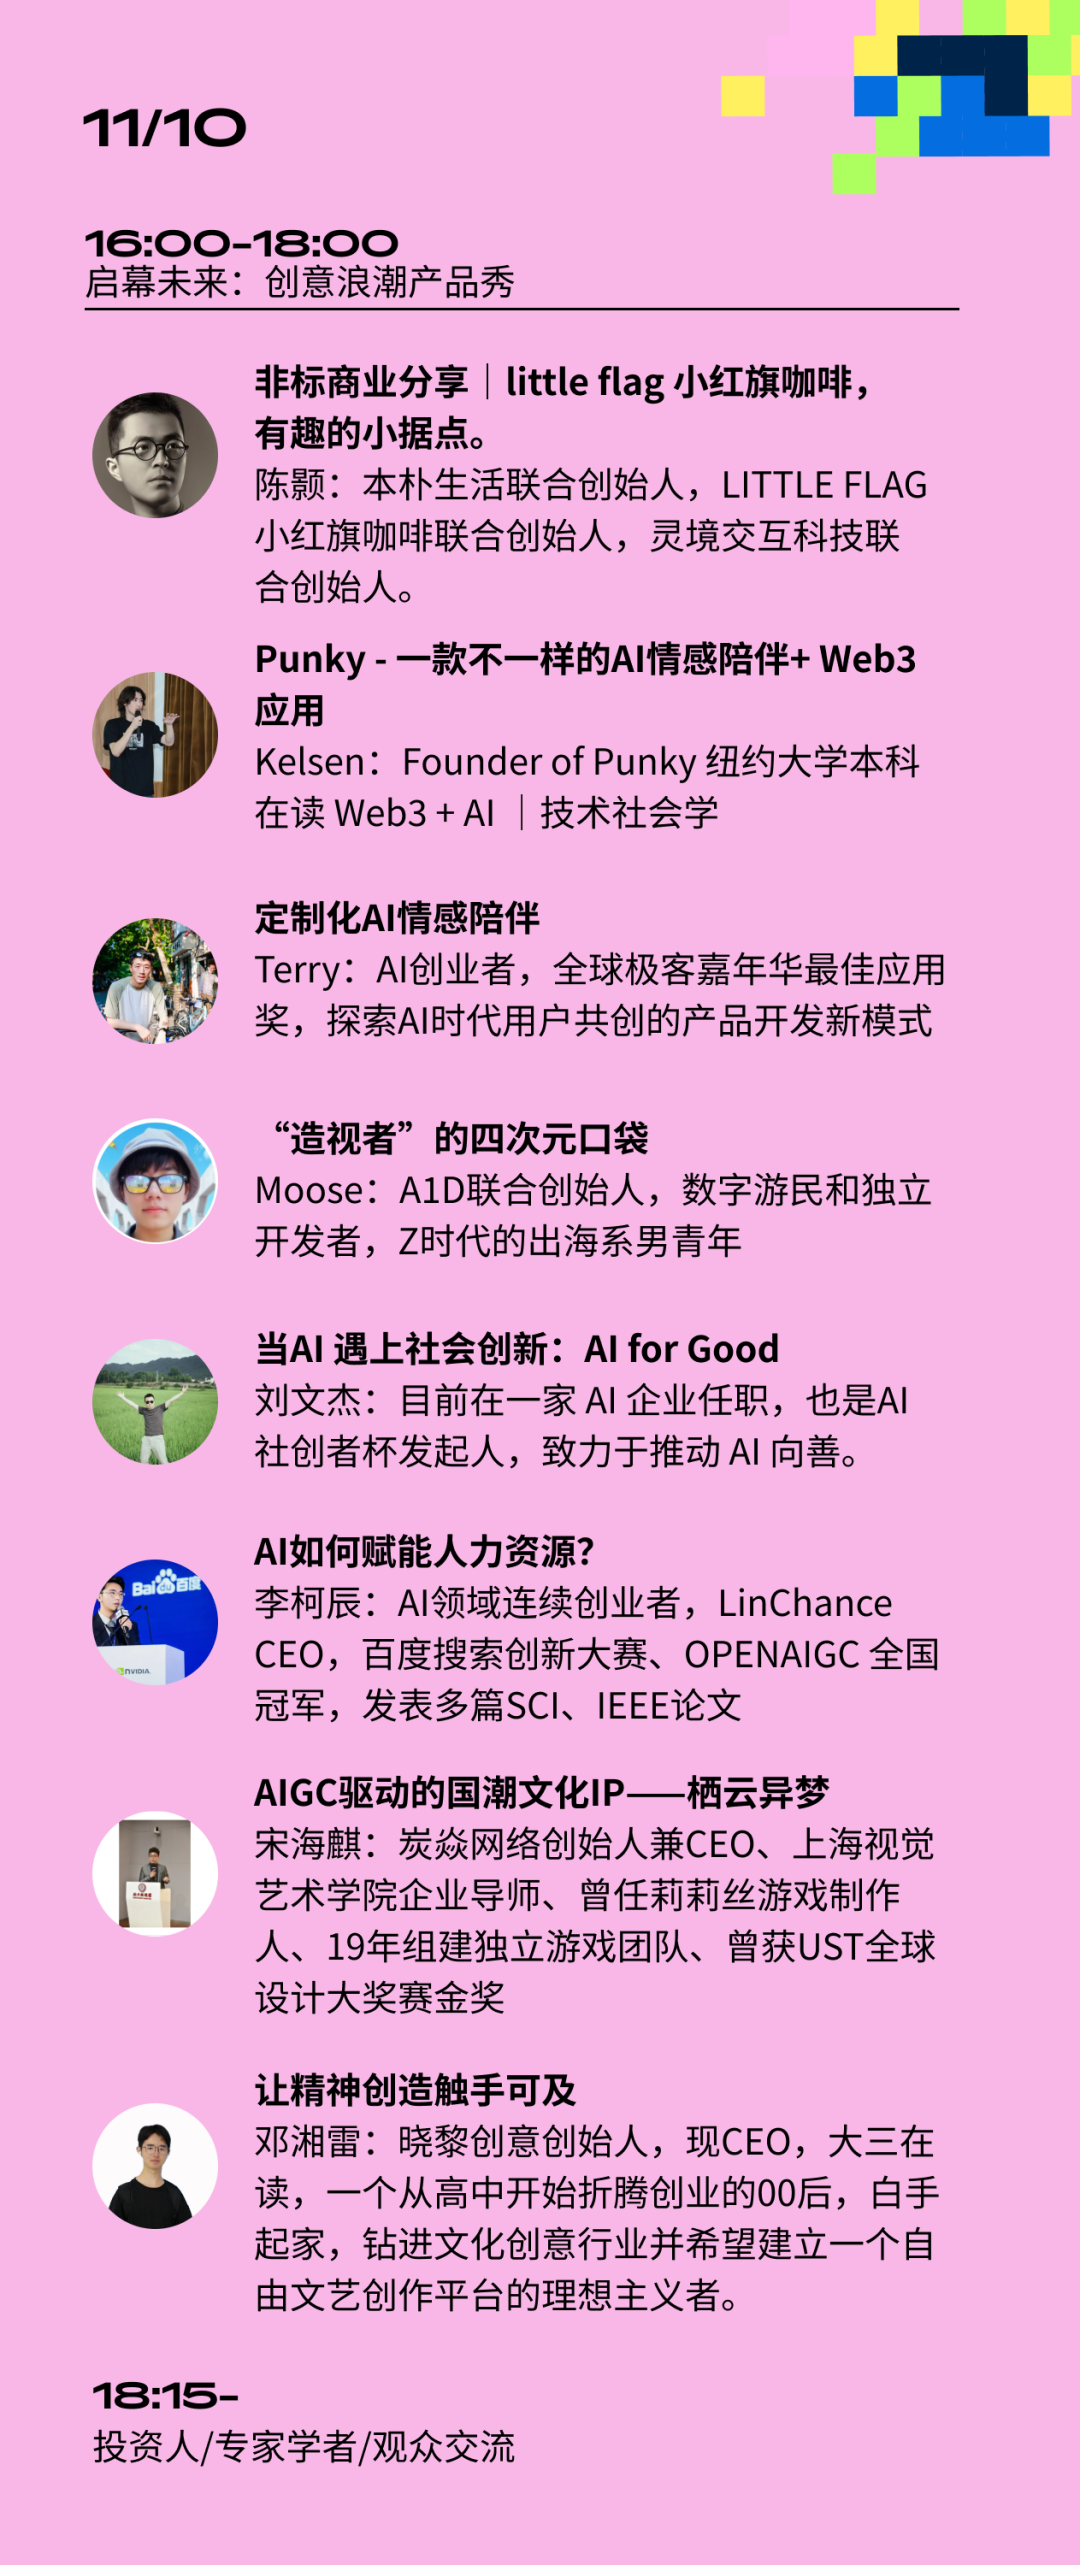 11/10
16:00-18:00
启幕未来：创意浪潮产品秀
非标商业分享｜little flag 小红旗咖啡，
有趣的小据点。
陈颢：本朴生活联合创始人，LITTLE FLAG
小红旗咖啡联合创始人，灵境交互科技联
合创始人。
Punky - 一款不一样的AI情感陪伴+ Web3
应用
Kelsen：Founder of Punky 纽约大学本科
在读 Web3 + AI ｜技术社会学
定制化AI情感陪伴
Terry：AI创业者，全球极客嘉年华最佳应用
奖，探索AI时代用户共创的产品开发新模式
“造视者”的四次元口袋
Moose：A1D联合创始人，数字游民和独立
开发者，Z时代的出海系男青年
当AI 遇上社会创新：AI for Good
刘文杰：目前在一家 AI 企业任职，也是AI
社创者杯发起人，致力于推动 AI 向善。
AI如何赋能人力资源？
李柯辰：AI领域连续创业者，LinChance
CEO，百度搜索创新大赛、OPENAIGC 全国
冠军，发表多篇SCI、IEEE论文
Bai百度
NVIDIA
AIGC驱动的国潮文化IP——栖云异梦
宋海麒：炭焱网络创始人兼CEO、上海视觉
艺术学院企业导师、曾任莉莉丝游戏制作
人、19年组建独立游戏团队、曾获UST全球
设计大奖赛金奖
让精神创造触手可及
邓湘雷：晓黎创意创始人，现CEO，大三在
读，一个从高中开始折腾创业的00后，白手
起家，钻进文化创意行业并希望建立一个自
由文艺创作平台的理想主义者。
18:15-
投资人/专家学者/观众交流